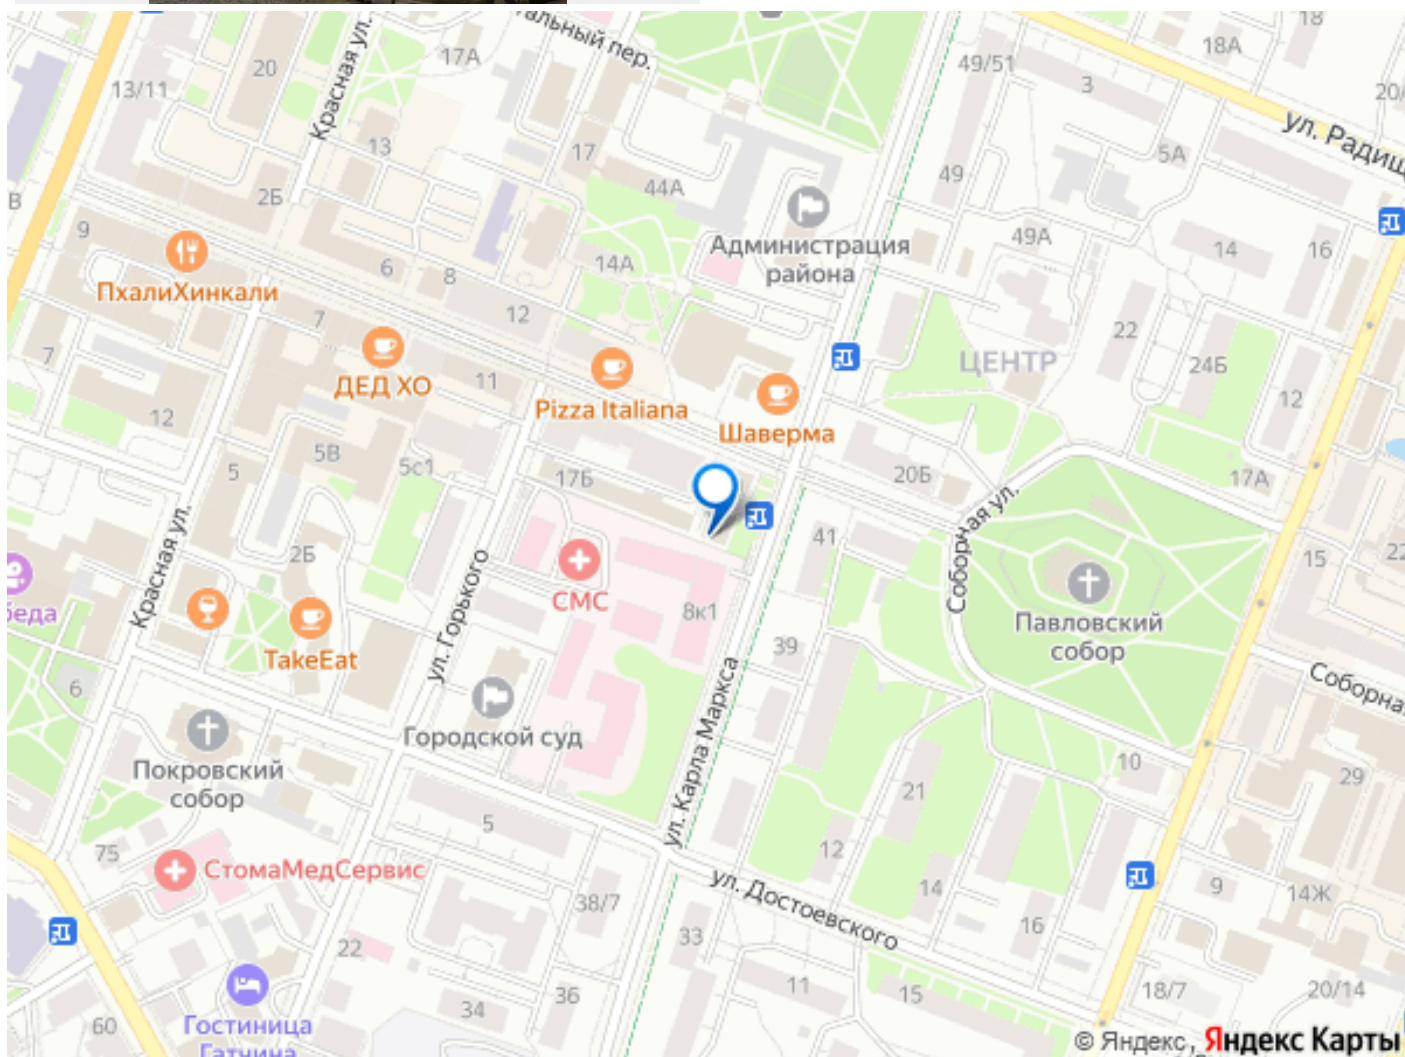 18
альный пер.
17А
18А
49/51
20
3
13/11
20/
Красная ул.
ул. Радищ
13
17
5А
44А
49
В
2Б
Администрация
района
49А
9
14
16
14А
6
8
ПхалиХинкали
12
7
22
ЦЕНТР
7
24Б
ДЕД ХО
11
12
Pizza Italiana
Шаверма
12
5В
5с1
5
17Б
20Б
17А
Соборная ул.
41
Красная ул.
2Б
15
22
СМС
8к1
беда
ул. Горького
Павловский
собор
TakeEat
39
6
Соборна
ул. Карла Маркса
Городской суд
Покровский
собор
10
29
21
5
12
75
СтомаМедСервис
ул. Достоевского
14
9
14Ж
38/7
16
33
22
36
11
15
18/7
20/14
34
60
Гостиница
Гатчина
© Яндекс, Яндекс Карты